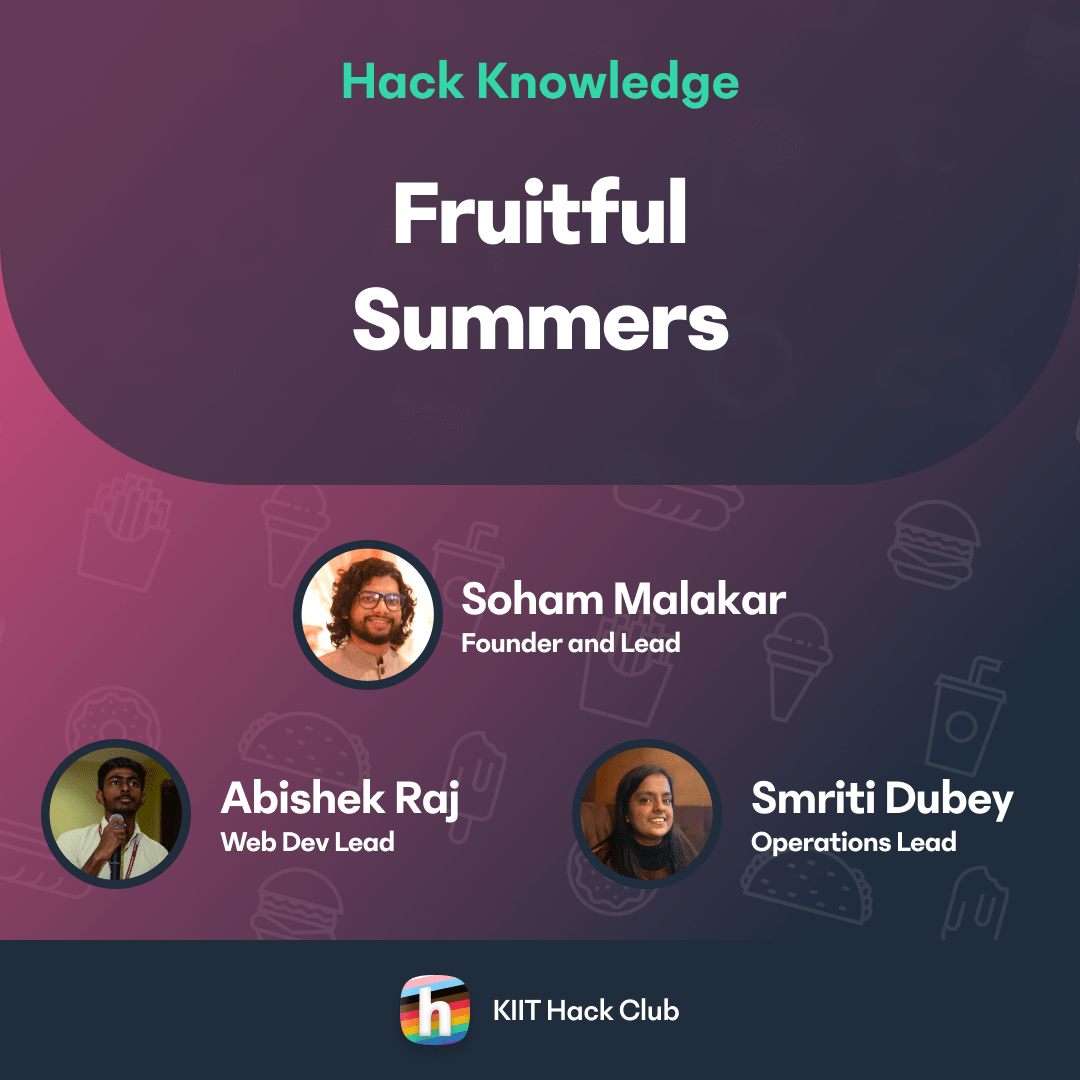 Hack Knowledge
Fruitful
Summers
Soham Malakar
Founder and Lead
Abishek Raj
Web Dev Lead
Smriti Dubey
Operations Lead
h
KIIT Hack Club